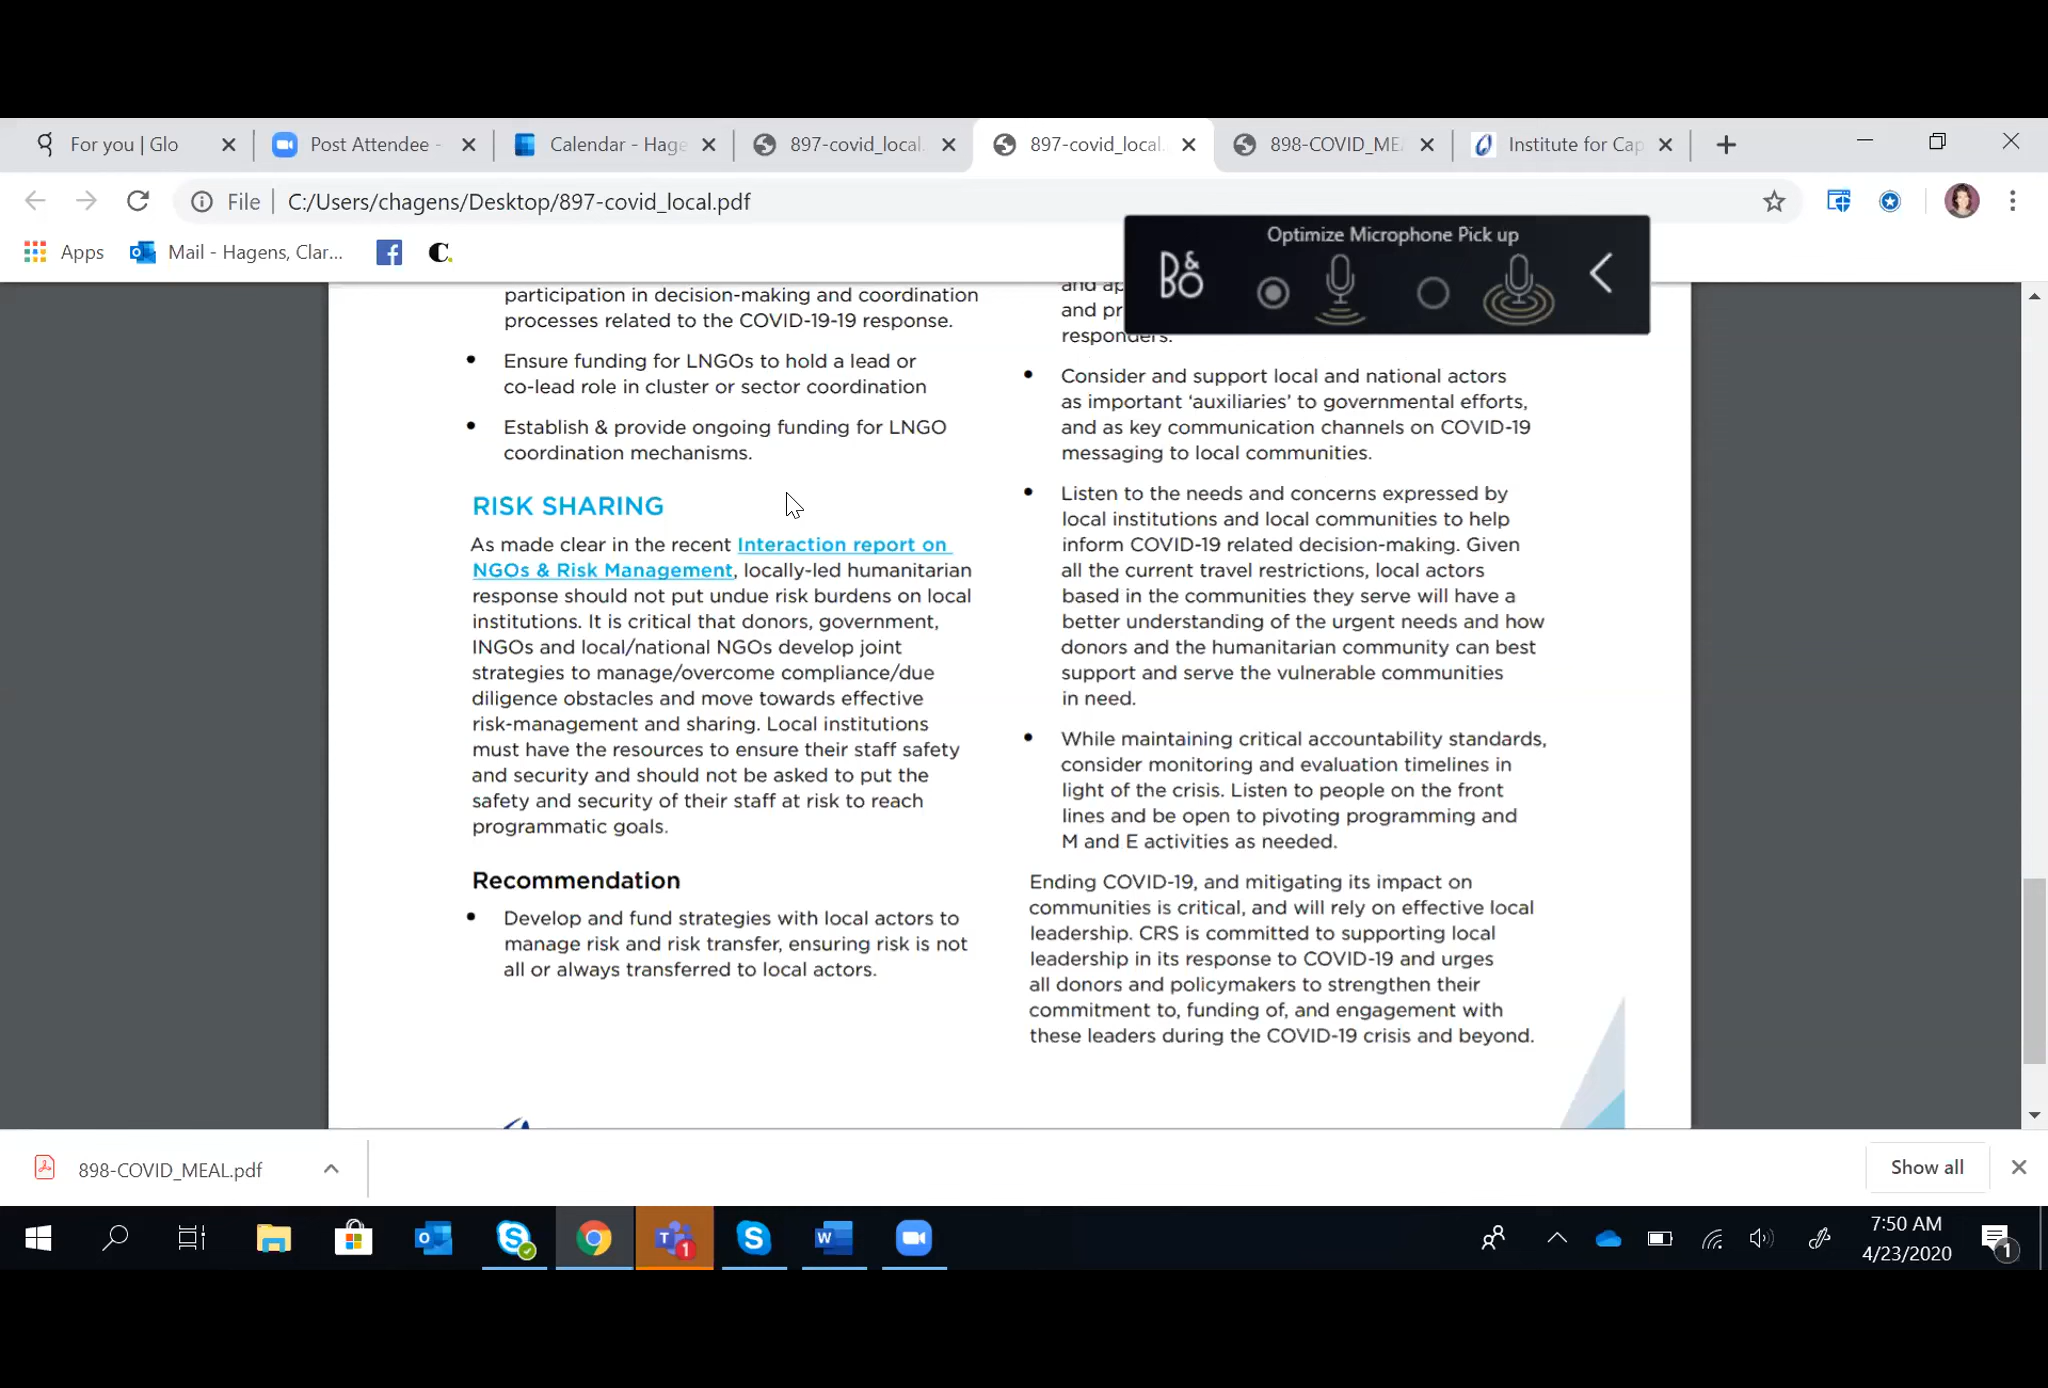 For you | Glo
Post Attendee -
Calendar - Hage
897-covid_local.
897-covid_local.
898-COVID_ME
Institute for Cap
File
C:/Users/chagens/Desktop/897-covid_local.pdf
Apps
Mail - Hagens, Clar...
C.
Optimize Microphone Pick up
B&O
participation in decision-making and coordination
processes related to the COVID-19-19 response.
• Ensure funding for LNGOs to hold a lead or
co-lead role in cluster or sector coordination
• Establish & provide ongoing funding for LNGO
coordination mechanisms.
RISK SHARING
As made clear in the recent Interaction report on
NGOs & Risk Management, locally-led humanitarian
response should not put undue risk burdens on local
institutions. It is critical that donors, government,
INGOs and local/national NGOs develop joint
strategies to manage/overcome compliance/due
diligence obstacles and move towards effective
risk-management and sharing. Local institutions
must have the resources to ensure their staff safety
and security and should not be asked to put the
safety and security of their staff at risk to reach
programmatic goals.
Recommendation
• Develop and fund strategies with local actors to
manage risk and risk transfer, ensuring risk is not
all or always transferred to local actors.
and
responders.
• Consider and support local and national actors
as important ‘auxiliaries’ to governmental efforts,
and as key communication channels on COVID-19
messaging to local communities.
• Listen to the needs and concerns expressed by
local institutions and local communities to help
inform COVID-19 related decision-making. Given
all the current travel restrictions, local actors
based in the communities they serve will have a
better understanding of the urgent needs and how
donors and the humanitarian community can best
support and serve the vulnerable communities
in need.
• While maintaining critical accountability standards,
consider monitoring and evaluation timelines in
light of the crisis. Listen to people on the front
lines and be open to pivoting programming and
M and E activities as needed.
Ending COVID-19, and mitigating its impact on
communities is critical, and will rely on effective local
leadership. CRS is committed to supporting local
leadership in its response to COVID-19 and urges
all donors and policymakers to strengthen their
commitment to, funding of, and engagement with
these leaders during the COVID-19 crisis and beyond.
898-COVID_MEAL.pdf
Show all
1
7:50 AM
4/23/2020
1